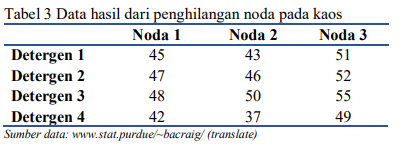 Tabel 3 Data hasil dari penghilangan noda pada kaos
Noda 1 Noda 2 Noda 3
Detergen 1 45 43 51
Detergen 2 47 46 52
Detergen 3 48 50 55
Detergen 4 42 37 49
Sumber data: www.stat.purdue/~bacraig/ (translate)